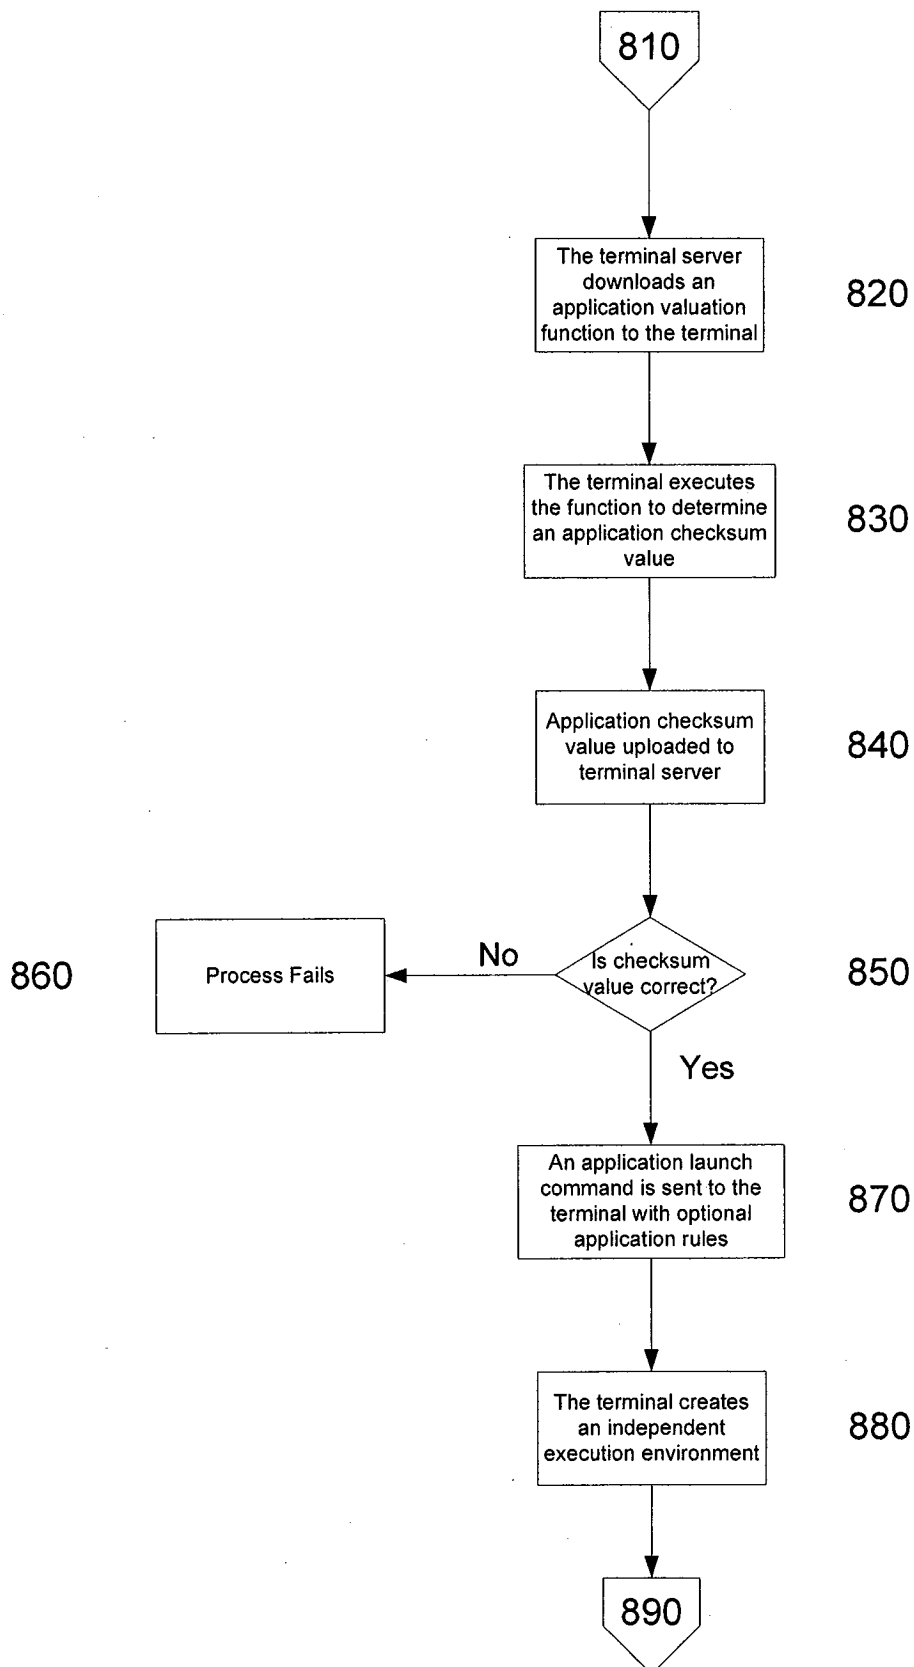 810
The terminal server
downloads an
application valuation
function to the terminal
820
The terminal executes
the function to determine
an application checksum
value
830
Application checksum
value uploaded to
terminal server
840
860
Process Fails
No
Is checksum
value correct?
850
Yes
An application launch
command is sent to the
terminal with optional
application rules
870
The terminal creates
an independent
execution environment
880
890